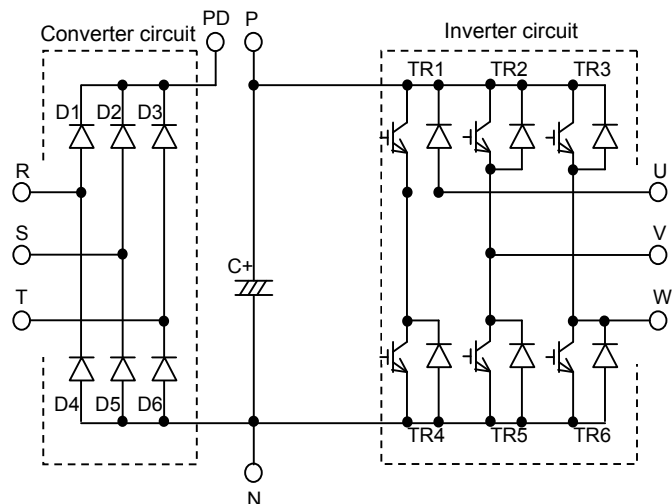 Converter circuit
PD
P
Inverter circuit
TR1
TR2
TR3
D1
D2
D3
R
U
S
V
C+
T
W
D4
D5
D6
TR4
TR5
TR6
N